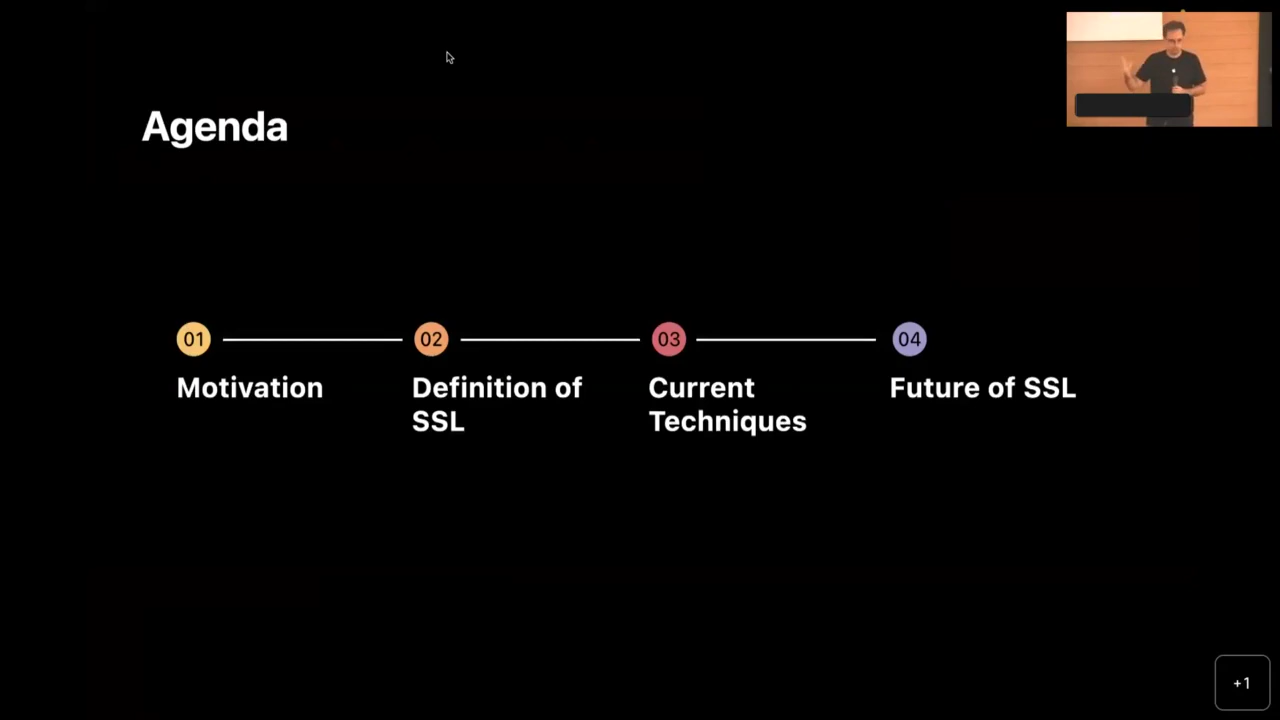 Agenda
01
02
03
04
Motivation
Definition of
SSL
Current
Techniques
Future of SSL
+1